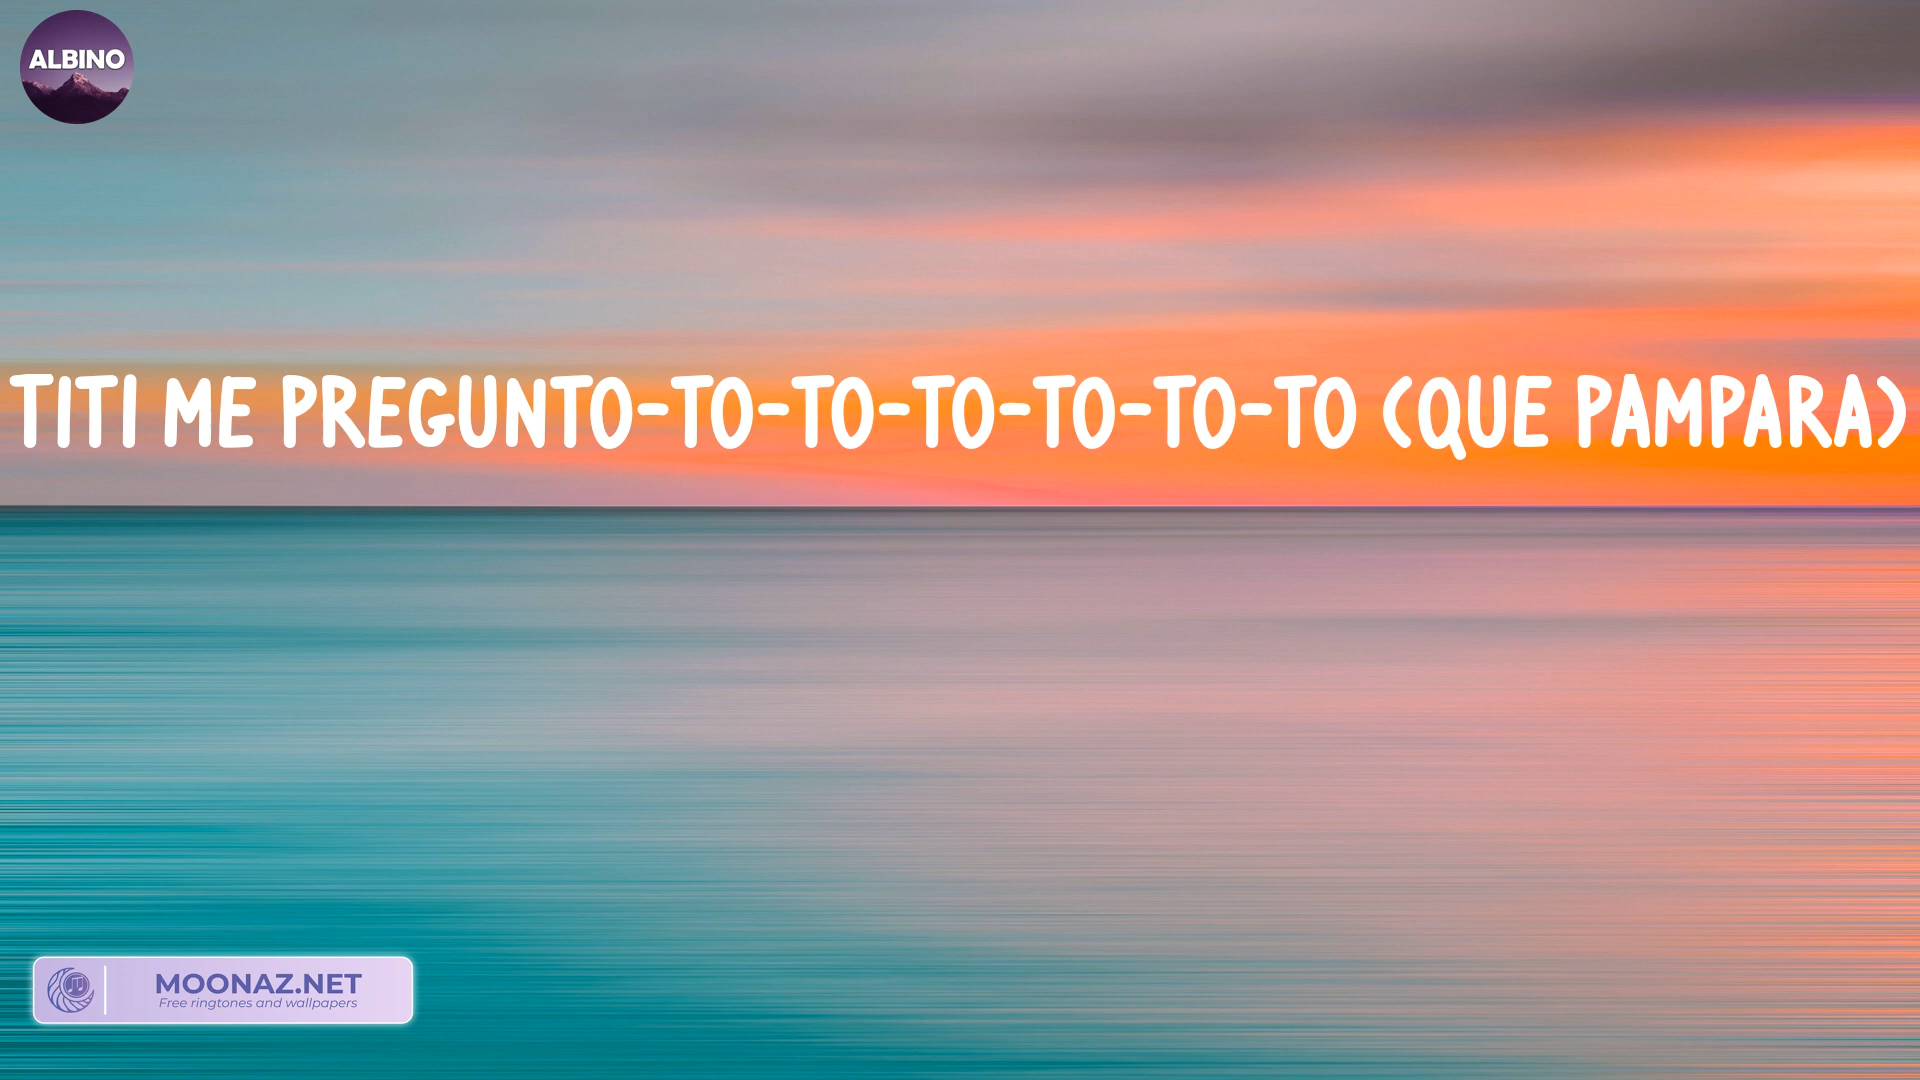 ALBINO
TITI ME PREGUNTO-TO-TO-TO-TO-TO-TO (QUE PAMPARA)
MOONAZ.NET
Free ringtones and wallpapers